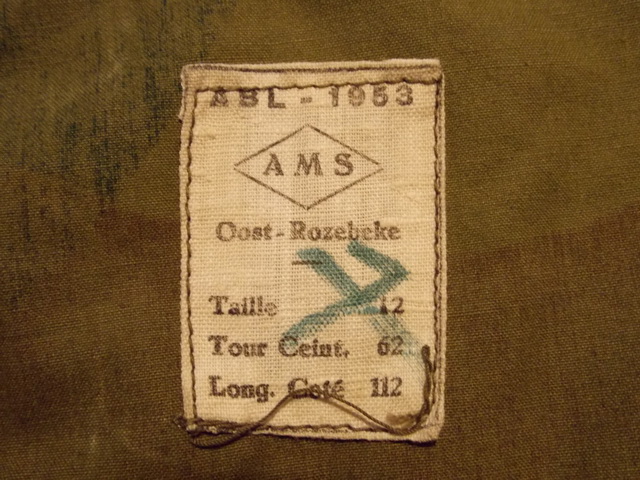 ABL - 1953
AMS
Oost-Rozebeke
Taille 12
Tour Ceint. 62
Long. Coté 112